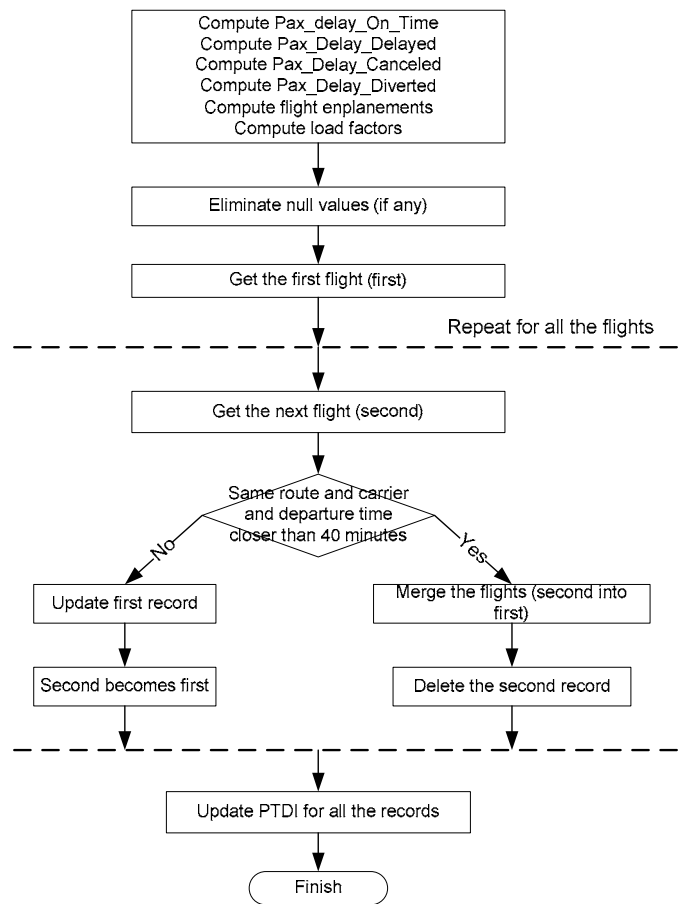 Compute Pax_delay_On_Time
Compute Pax_Delay_Delayed
Compute Pax_Delay_Canceled
Compute Pax_Delay_Diverted
Compute flight enplanements
Compute load factors
Eliminate null values (if any)
Get the first flight (first)
Repeat for all the flights
Get the next flight (second)
Same route and carrier
and departure time
closer than 40 minutes
No
Yes
Update first record
Merge the flights (second into
first)
Second becomes first
Delete the second record
Update PTDI for all the records
Finish